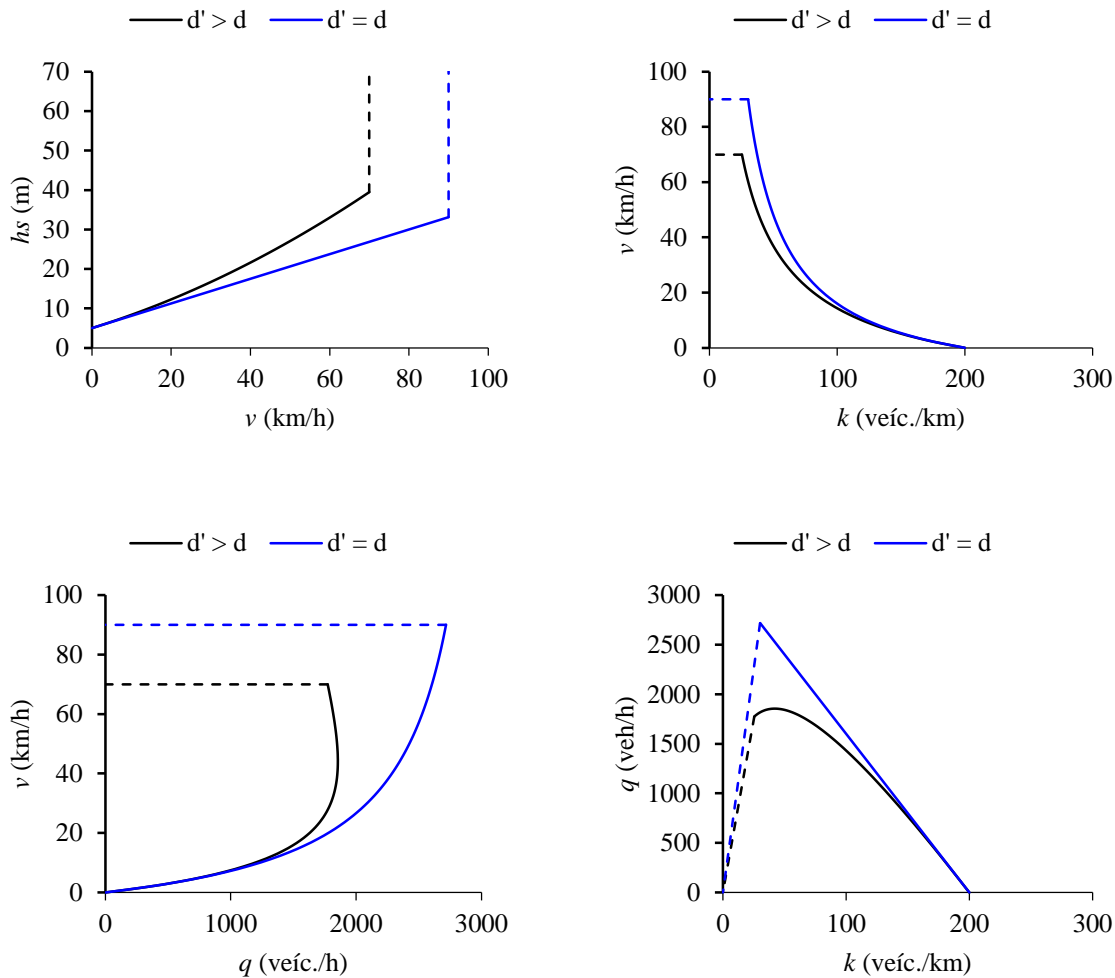 d' > d d' = d
70
60
50
40
30
20
10
0
hs (m)
0 20 40 60 80 100
v (km/h)
d' > d d' = d
100
80
60
40
20
0
v (km/h)
0 100 200 300
k (veíc./km)
d' > d d' = d
100
80
60
40
20
0
v (km/h)
0 1000 2000 3000
q (veíc./h)
d' > d d' = d
3000
2500
2000
1500
1000
500
0
q (veh/h)
0 100 200 300
k (veíc./km)